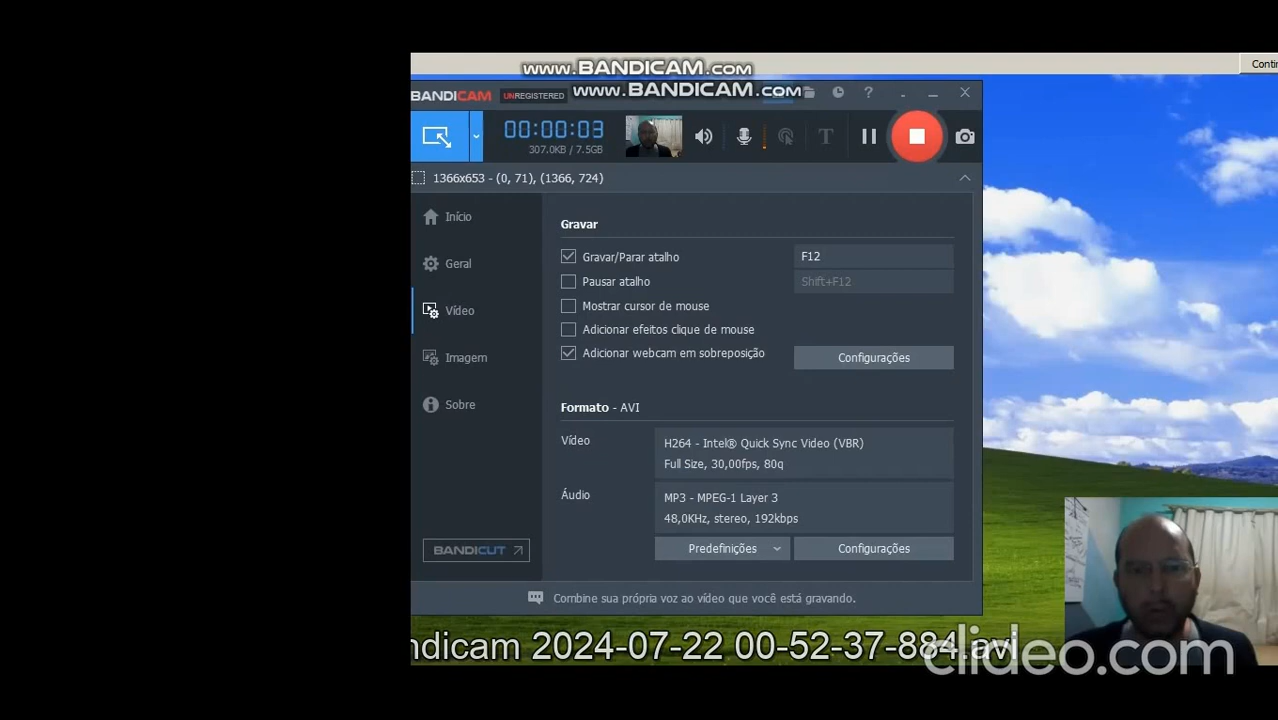 www.BANDICAM.com
Contin
www.BANDICAM.com
BANDICAM UNREGISTERED
00:00:03
307.0KB / 7.5GB
1366x653 - (0, 71), (1366, 724)
Início
Geral
Vídeo
Imagem
Sobre
BANDICUT
Gravar
Gravar/Parar atalho F12
Pausar atalho Shift+F12
Mostrar cursor de mouse
Adicionar efeitos clique de mouse
Adicionar webcam em sobreposição Configurações
Formato - AVI
Vídeo H264 - Intel® Quick Sync Video (VBR)
Full Size, 30,00fps, 80q
Áudio MP3 - MPEG-1 Layer 3
48,0KHz, stereo, 192kbps
Predefinições Configurações
Combine sua própria voz ao vídeo que você está gravando.
ndicam 2024-07-22 00-52-37-884.avi
clideo.com